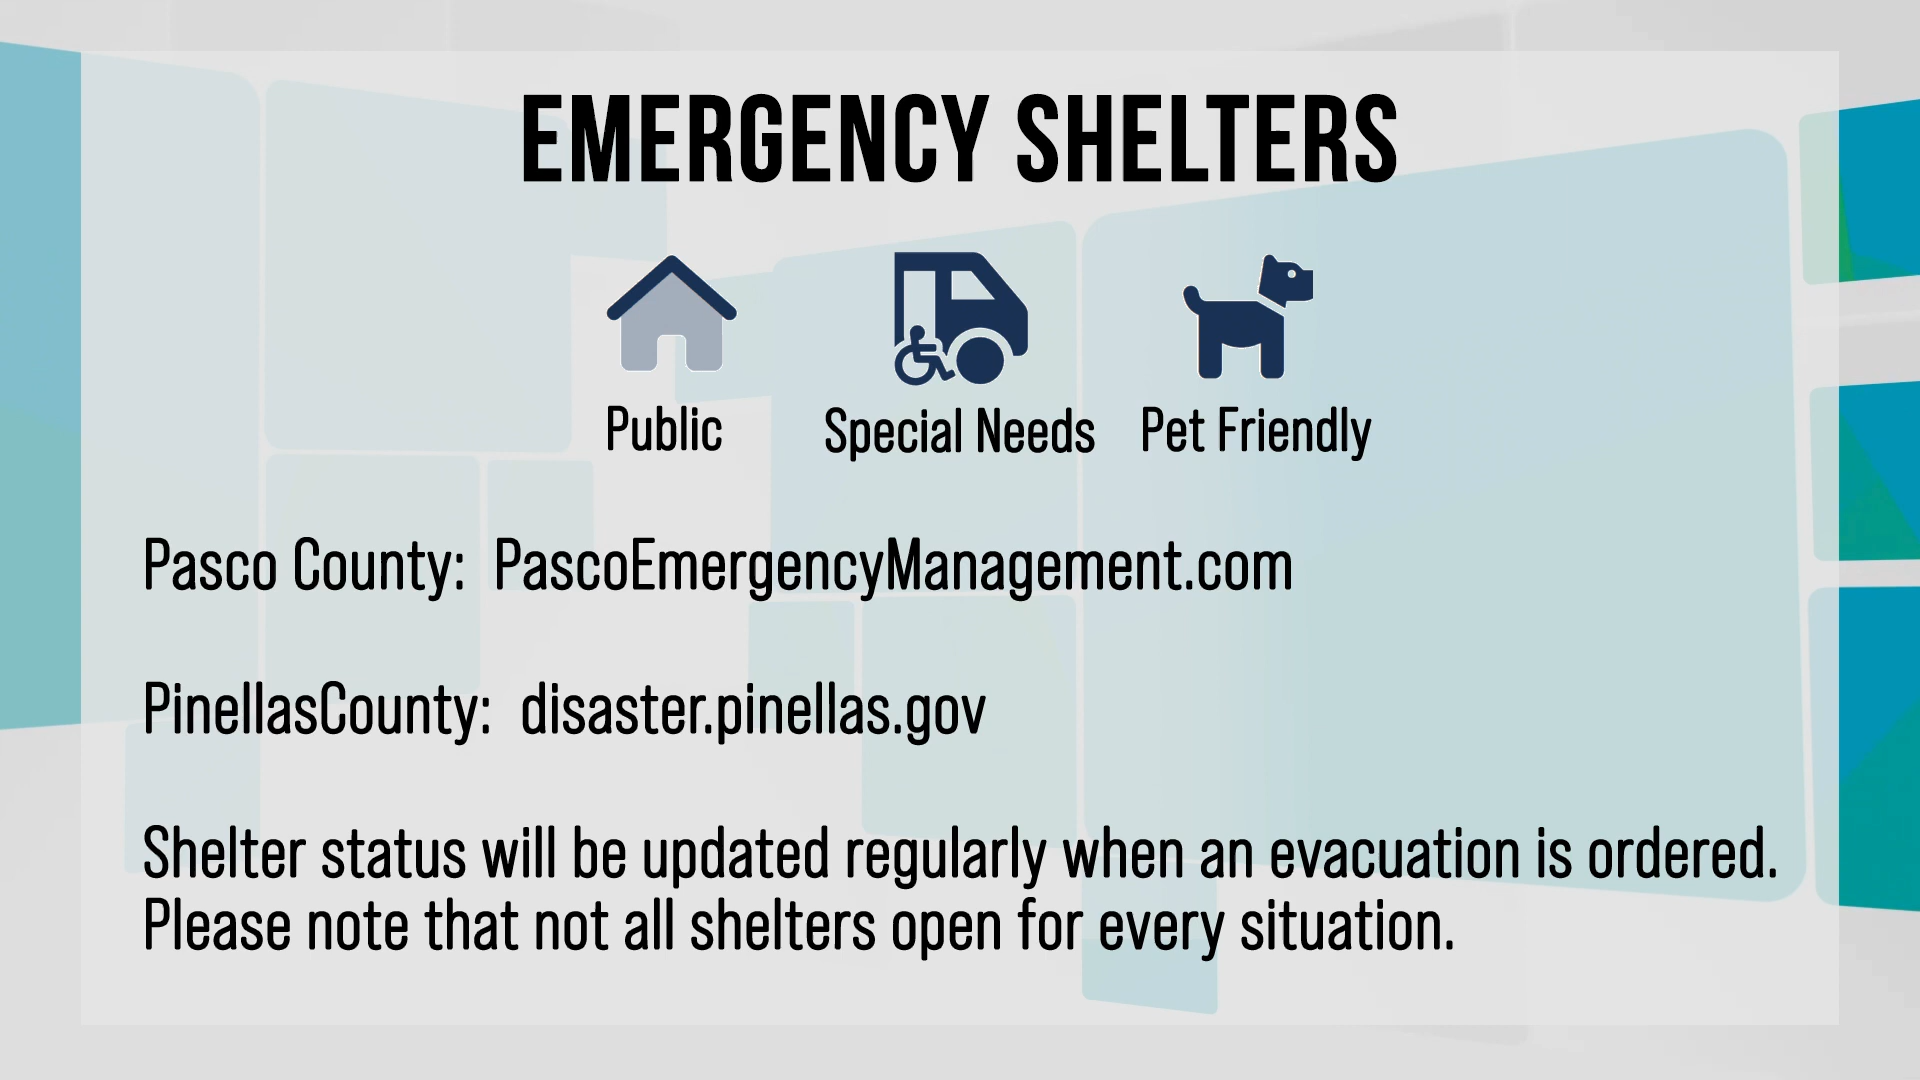 EMERGENCY SHELTERS
Public Special Needs Pet Friendly
Pasco County: PascoEmergencyManagement.com
PinellasCounty: disaster.pinellas.gov
Shelter status will be updated regularly when an evacuation is ordered.
Please note that not all shelters open for every situation.